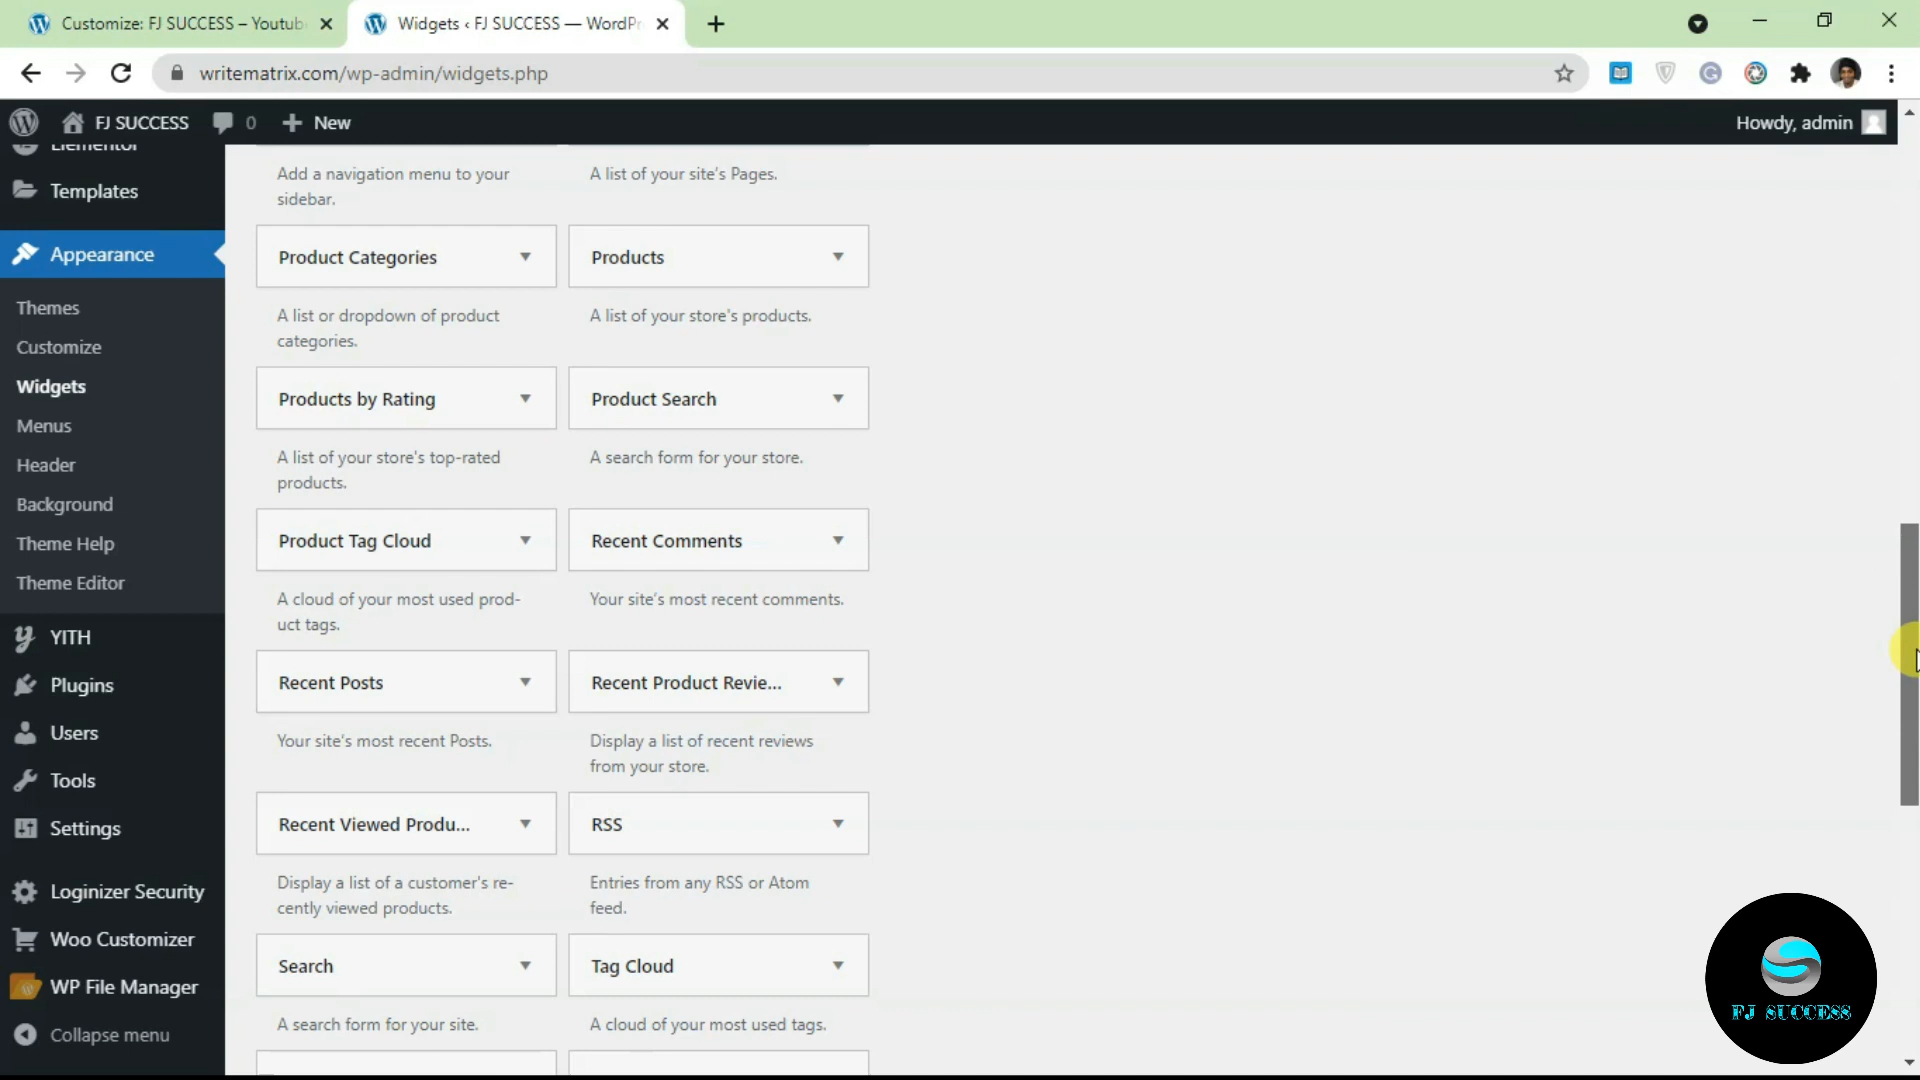 Customize: FJ SUCCESS – Youtub
Widgets ‹ FJ SUCCESS — WordPr
writematrix.com/wp-admin/widgets.php
FJ SUCCESS
0
New
Howdy, admin
Elementor
Templates
Appearance
Themes
Customize
Widgets
Menus
Header
Background
Theme Help
Theme Editor
YITH
Plugins
Users
Tools
Settings
Loginizer Security
Woo Customizer
WP File Manager
Collapse menu
Add a navigation menu to your
sidebar.
A list of your site's Pages.
Product Categories
A list or dropdown of product
categories.
Products
A list of your store's products.
Products by Rating
A list of your store's top-rated
products.
Product Search
A search form for your store.
Product Tag Cloud
A cloud of your most used prod-
uct tags.
Recent Comments
Your site's most recent comments.
Recent Posts
Your site's most recent Posts.
Recent Product Revie...
Display a list of recent reviews
from your store.
Recent Viewed Produ...
Display a list of a customer's re-
cently viewed products.
RSS
Entries from any RSS or Atom
feed.
Search
A search form for your site.
Tag Cloud
A cloud of your most used tags.
FJ SUCCESS